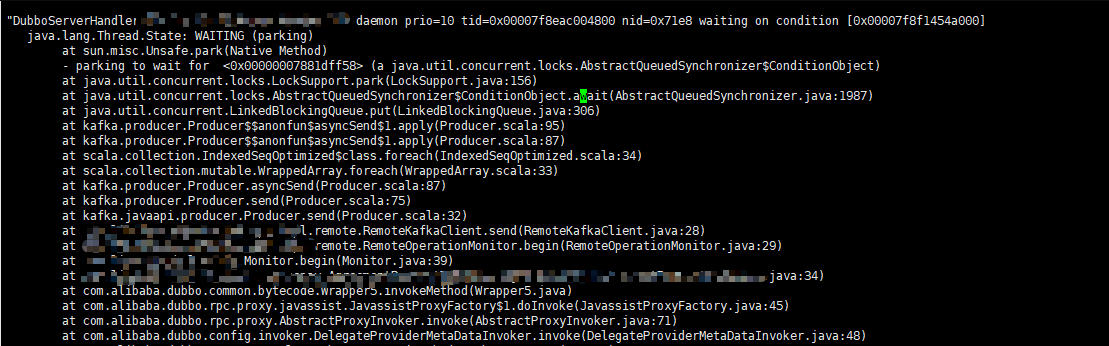 "DubboServerHandler daemon prio=10 tid=0x00007f8eac004800 nid=0x71e8 waiting on condition [0x00007f8f1454a000]
java.lang.Thread.State: WAITING (parking)
at sun.misc.Unsafe.park(Native Method)
- parking to wait for <0x00000007881dff58> (a java.util.concurrent.locks.AbstractQueuedSynchronizer$ConditionObject)
at java.util.concurrent.locks.LockSupport.park(LockSupport.java:156)
at java.util.concurrent.locks.AbstractQueuedSynchronizer$ConditionObject.await(AbstractQueuedSynchronizer.java:1987)
at java.util.concurrent.LinkedBlockingQueue.put(LinkedBlockingQueue.java:306)
at kafka.producer.Producer$$anonfun$asyncSend$1.apply(Producer.scala:95)
at kafka.producer.Producer$$anonfun$asyncSend$1.apply(Producer.scala:87)
at scala.collection.IndexedSeqOptimized$class.foreach(IndexedSeqOptimized.scala:34)
at scala.collection.mutable.WrappedArray.foreach(WrappedArray.scala:33)
at kafka.producer.Producer.asyncSend(Producer.scala:87)
at kafka.producer.Producer.send(Producer.scala:75)
at kafka.javaapi.producer.Producer.send(Producer.scala:32)
at l.remote.RemoteKafkaClient.send(RemoteKafkaClient.java:28)
at remote.RemoteOperationMonitor.begin(RemoteOperationMonitor.java:29)
at Monitor.begin(Monitor.java:39)
at java:34)
at com.alibaba.dubbo.common.bytecode.Wrapper5.invokeMethod(Wrapper5.java)
at com.alibaba.dubbo.rpc.proxy.javassist.JavassistProxyFactory$1.doInvoke(JavassistProxyFactory.java:45)
at com.alibaba.dubbo.rpc.proxy.AbstractProxyInvoker.invoke(AbstractProxyInvoker.java:71)
at com.alibaba.dubbo.config.invoker.DelegateProviderMetaDataInvoker.invoke(DelegateProviderMetaDataInvoker.java:48)